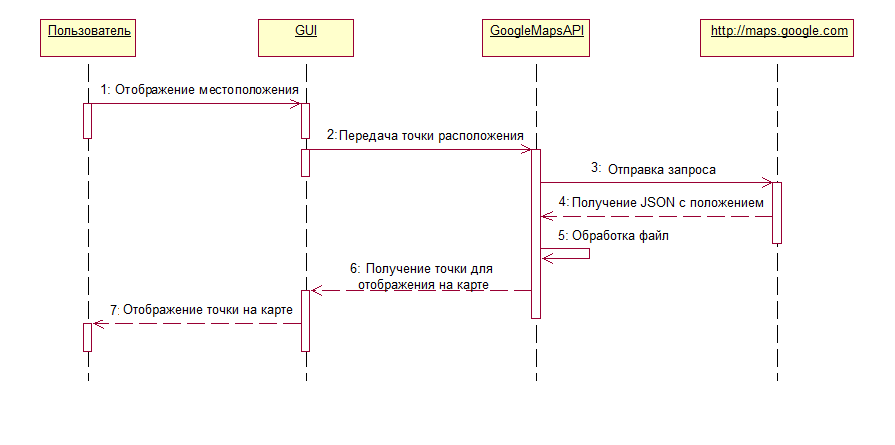 Пользователь
GUI
GoogleMapsAPI
http://maps.google.com
1: Отображение местоположения
2: Передача точки расположения
3: Отправка запроса
4: Получение JSON с положением
5: Обработка файл
6: Получение точки для
отображения на карте
7: Отображение точки на карте